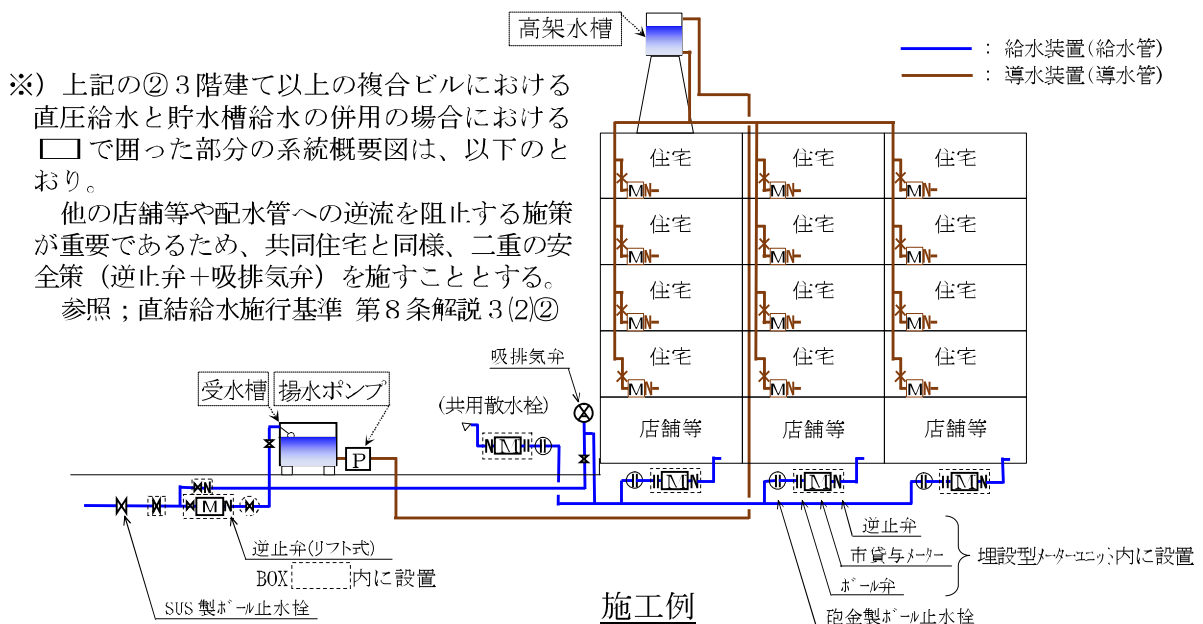 高架水槽
： 給水装置(給水管)
： 導水装置(導水管)
※）上記の②３階建て以上の複合ビルにおける
直圧給水と貯水槽給水の併用の場合における
で囲った部分の系統概要図は、以下のと
おり。
他の店舗等や配水管への逆流を阻止する施策
が重要であるため、共同住宅と同様、二重の安
全策（逆止弁＋吸排気弁）を施すこととする。
参照；直結給水施行基準 第８条解説３(2)②
住宅 住宅 住宅
M M M
住宅 住宅 住宅
M M M
住宅 住宅 住宅
M M M
住宅 住宅 住宅
M M M
吸排気弁
受水槽 揚水ポンプ
(共用散水栓)
店舗等 店舗等 店舗等
M
P
M M M
M
逆止弁(リフト式)
BOX 内に設置
SUS 製ボール止水栓
逆止弁
市貸与メーター
ボール弁
埋設型メーターユニット内に設置
砲金製ボール止水栓
施工例